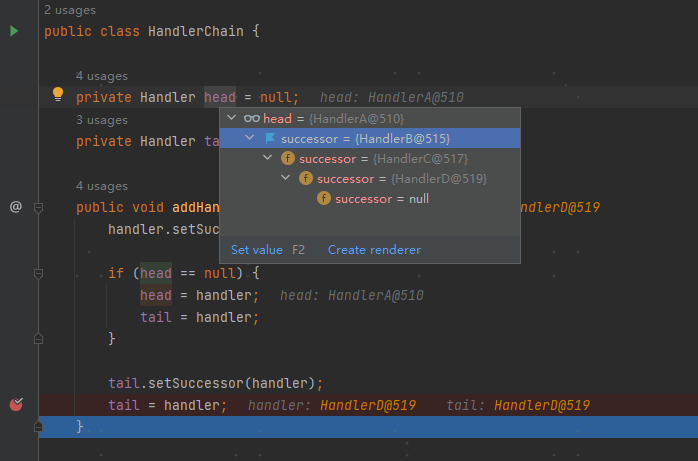 2 usages
public class HandlerChain {
4 usages
private Handler head = null; head: HandlerA@510
3 usages
private Handler ta
head = {HandlerA@510}
successor = {HandlerB@515}
successor = {HandlerC@517}
successor = {HandlerD@519}
successor = null
Set value F2 Create renderer
4 usages
@ public void addHan ndlerD@519
handler.setSuc
if (head == null) {
head = handler; head: HandlerA@510
tail = handler;
}
tail.setSuccessor(handler);
tail = handler; handler: HandlerD@519 tail: HandlerD@519
}